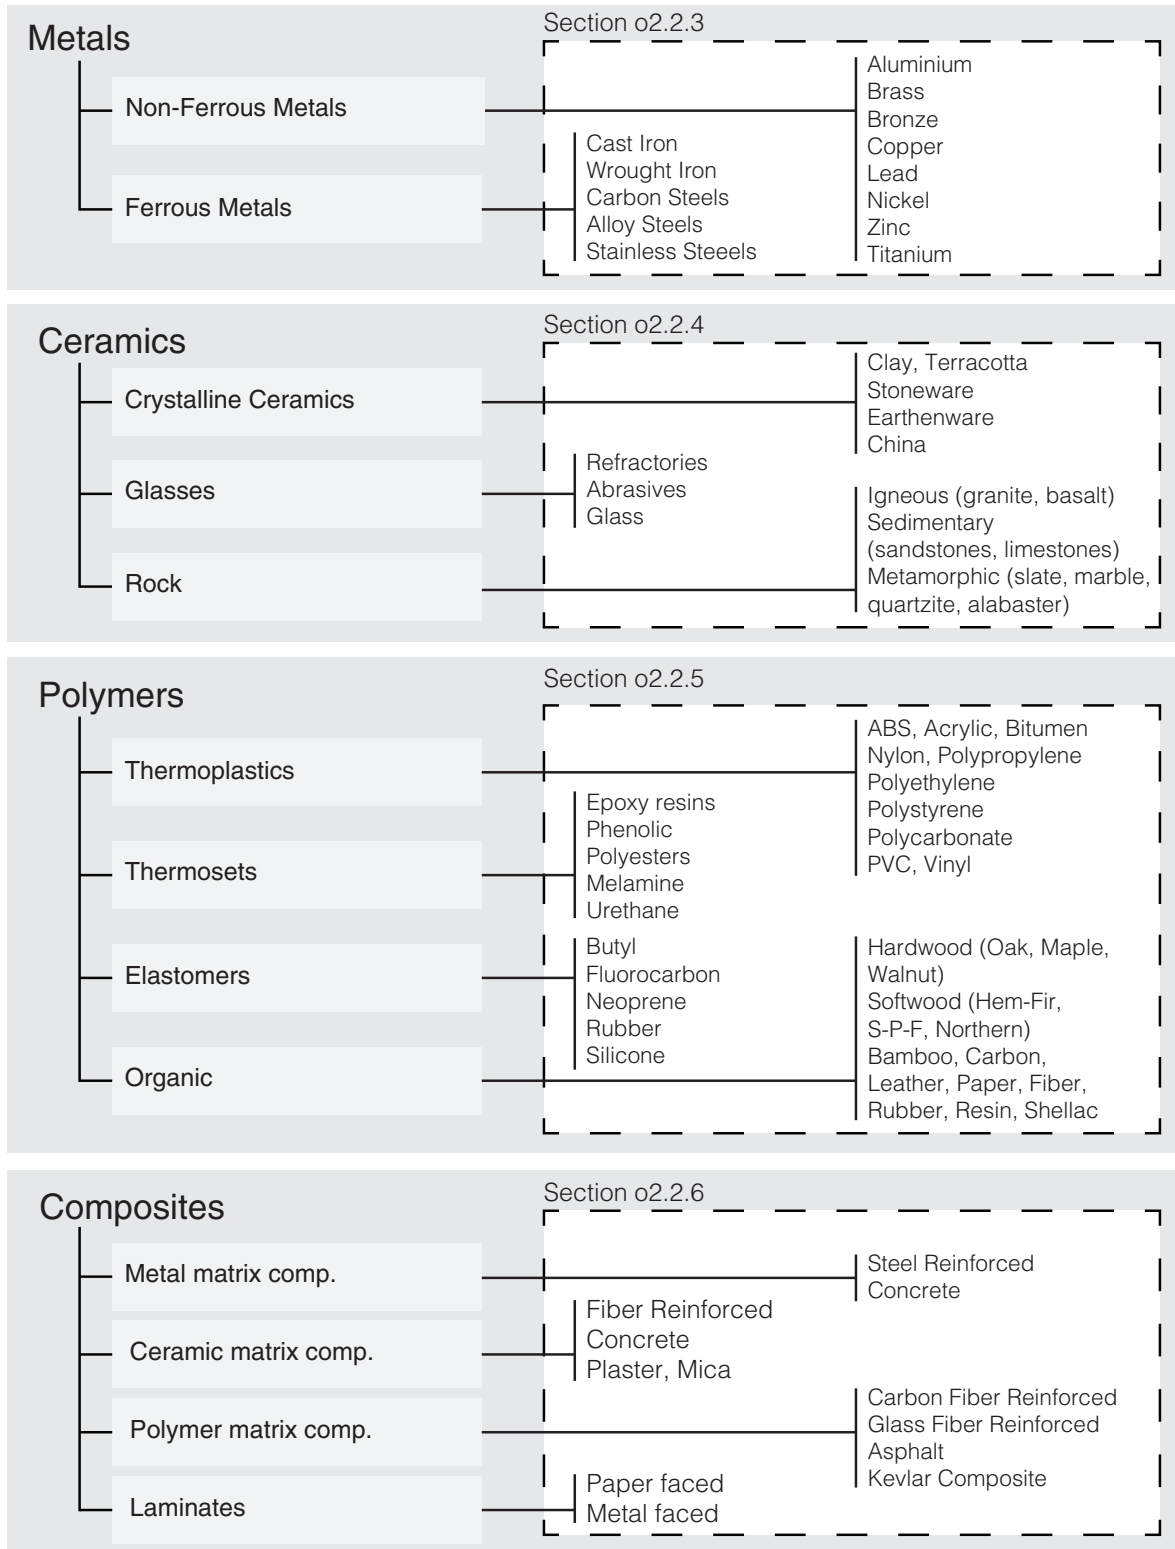 Section o2.2.3
Metals
Non-Ferrous Metals
Aluminium
Brass
Bronze
Copper
Lead
Nickel
Zinc
Titanium
Ferrous Metals
Cast Iron
Wrought Iron
Carbon Steels
Alloy Steels
Stainless Steeels
Section o2.2.4
Ceramics
Crystalline Ceramics
Clay, Terracotta
Stoneware
Earthenware
China
Glasses
Refractories
Abrasives
Glass
Rock
Igneous (granite, basalt)
Sedimentary
(sandstones, limestones)
Metamorphic (slate, marble,
quartzite, alabaster)
Section o2.2.5
Polymers
Thermoplastics
ABS, Acrylic, Bitumen
Nylon, Polypropylene
Polyethylene
Polystyrene
Polycarbonate
PVC, Vinyl
Thermosets
Epoxy resins
Phenolic
Polyesters
Melamine
Urethane
Elastomers
Butyl
Fluorocarbon
Neoprene
Rubber
Silicone
Organic
Hardwood (Oak, Maple,
Walnut)
Softwood (Hem-Fir,
S-P-F, Northern)
Bamboo, Carbon,
Leather, Paper, Fiber,
Rubber, Resin, Shellac
Section o2.2.6
Composites
Metal matrix comp.
Steel Reinforced
Concrete
Ceramic matrix comp.
Fiber Reinforced
Concrete
Plaster, Mica
Polymer matrix comp.
Carbon Fiber Reinforced
Glass Fiber Reinforced
Asphalt
Kevlar Composite
Laminates
Paper faced
Metal faced